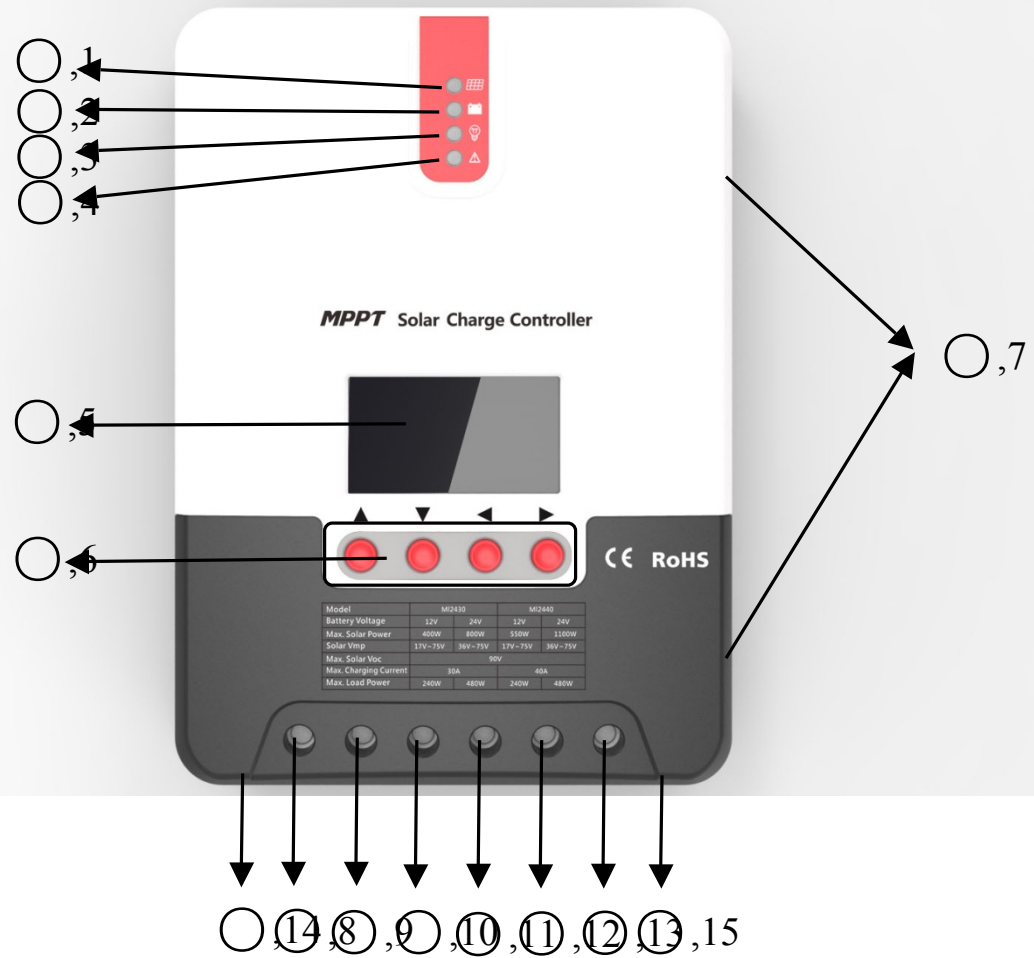 ,1
,2
,3
,4
MPPT Solar Charge Controller
,7
,5
▲ ▼ ◀ ▶
,6
CE RoHS
Model MI2430 MI2440
Battery Voltage 12V 24V 12V 24V
Max. Solar Power 400W 800W 550W 1100W
Solar Vmp 17V~75V 36V~75V 17V~75V 36V~75V
Max. Solar Voc 90V
Max. Charging Current 30A 40A
Max. Load Power 240W 480W 240W 480W
,14 ,8 ,9 ,10 ,11 ,12 ,13 ,15